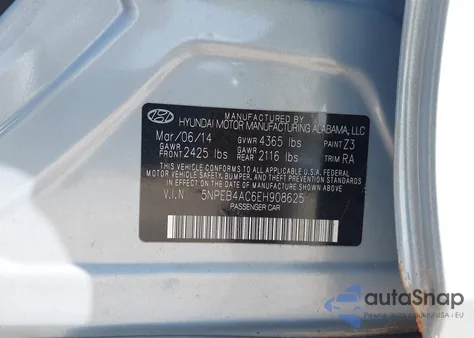 MANUFACTURED BY
HYUNDAI MOTOR MANUFACTURING ALABAMA, LLC
Mar/06/14 GVWR 4365 lbs PAINT Z3
GAWR FRONT 2425 lbs GAWR REAR 2116 lbs TRIM RA
THIS VEHICLE CONFORMS TO ALL APPLICABLE U.S. FEDERAL
MOTOR VEHICLE SAFETY, BUMPER, AND THEFT PREVENTION
STANDARDS IN EFFECT ON THE DATE OF MANUFACTURE SHOWN ABOVE.
V.I.N 5NPEB4AC6EH908625
PASSENGER CAR
autoSnap
USA i EU